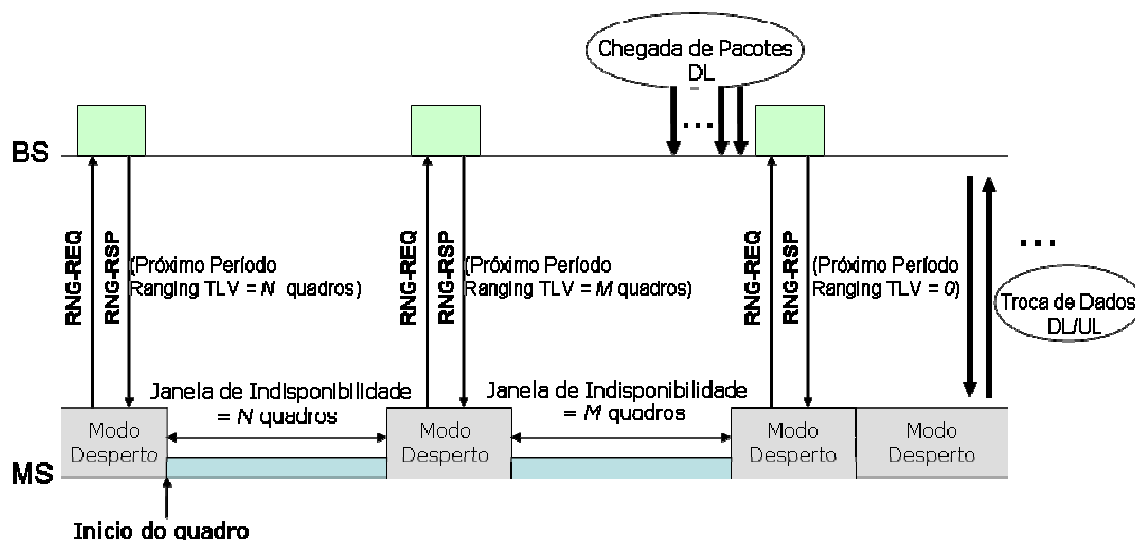 Chegada de Pacotes
DL
...
BS
RNG-REQ
RNG-RSP
(Próximo Período
Ranging TLV = N quadros)
RNG-REQ
RNG-RSP
(Próximo Período
Ranging TLV = M quadros)
RNG-REQ
RNG-RSP
(Próximo Período
Ranging TLV = 0)
...
Troca de Dados
DL/UL
Janela de Indisponibilidade
= N quadros
Janela de Indisponibilidade
= M quadros
Modo
Desperto
Modo
Desperto
Modo
Desperto
Modo
Desperto
MS
Inicio do quadro